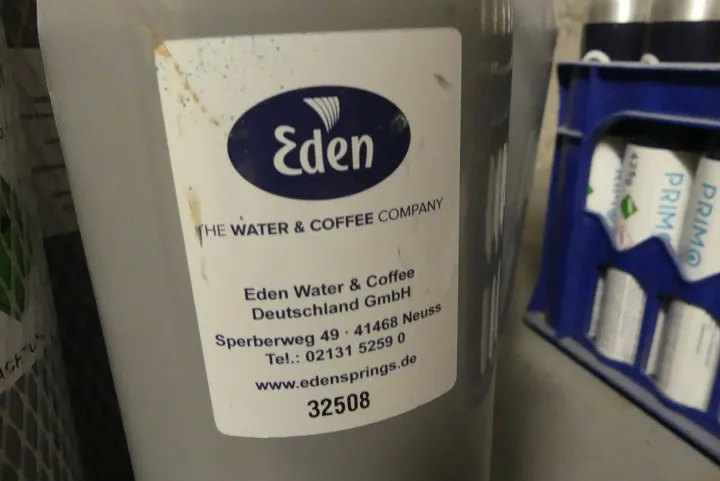 Eden
THE WATER & COFFEE COMPANY
Eden Water & Coffee
Deutschland GmbH
Sperberweg 49 · 41468 Neuss
Tel.: 02131 5259 0
www.edensprings.de
32508
425g
PRIM
PRIM